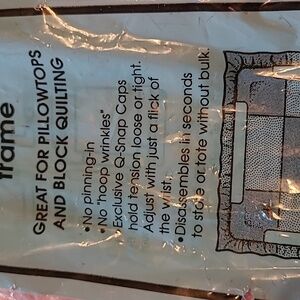 frame
GREAT FOR PILLOWTOPS
AND BLOCK QUILTING
•No pinning-in
•No "hoop wrinkles"
•Exclusive Q-Snap Caps
hold tension loose or tight.
Adjust with just a flick of
the wrist.
•Disassembles in seconds
to store or tote without bulk.